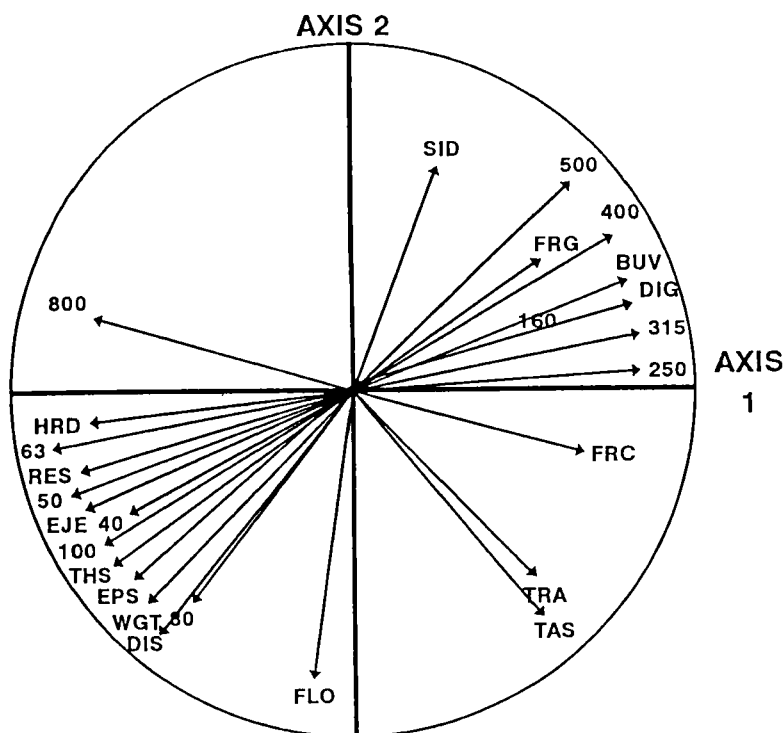 AXIS 2
SID
500
400
FRG
BUV
DIG
800
160
315
250
AXIS
1
HRD
63
RES
FRC
50
EJE 40
100
THS
EPS
TRA
WGT 80
TAS
DIS
FLO